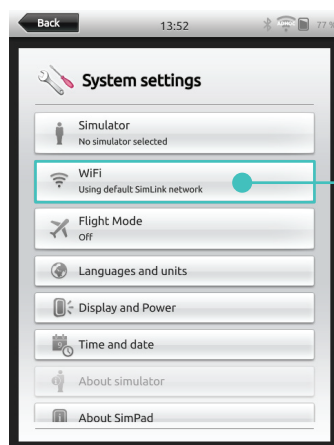 Back
13:52
77 %
System settings
Simulator
No simulator selected
WiFi
Using default SimLink network
Flight Mode
Off
Languages and units
Display and Power
Time and date
About simulator
About SimPad